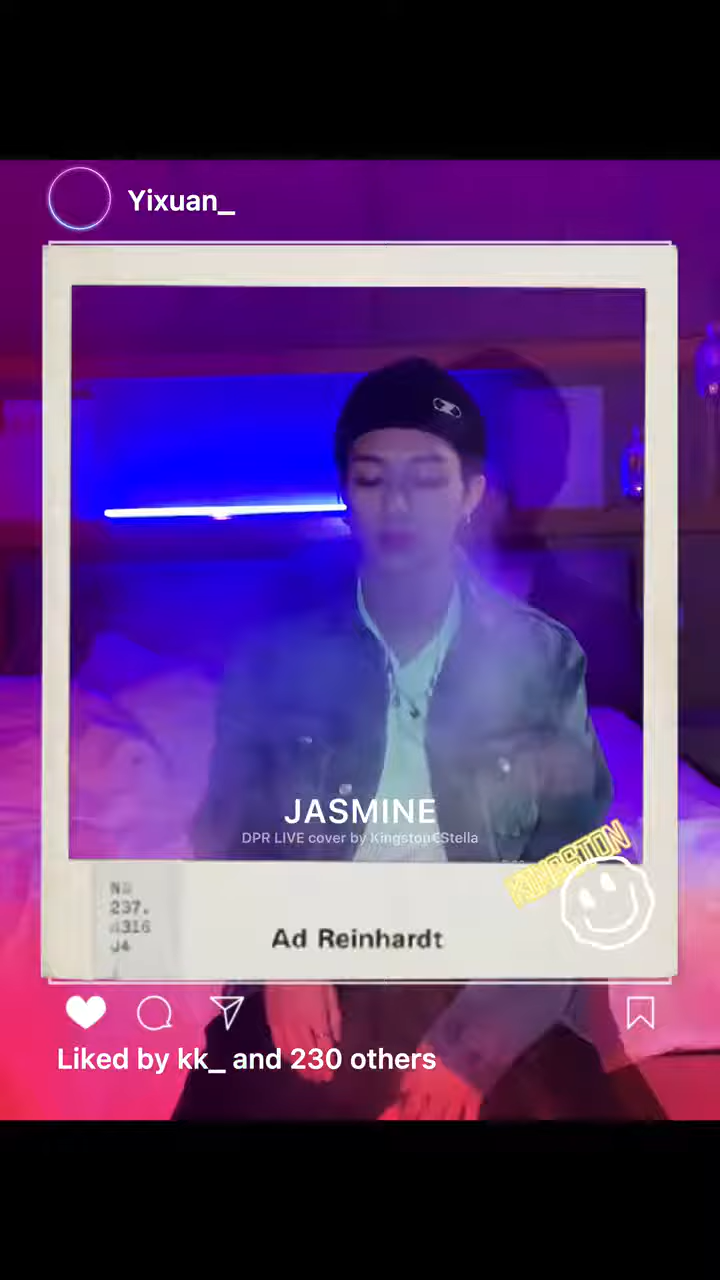 Yixuan_
JASMINE
DPR LIVE cover by Kingston€Stella
KINGSTON
No
237.
J4
Ad Reinhardt
Liked by kk_ and 230 others